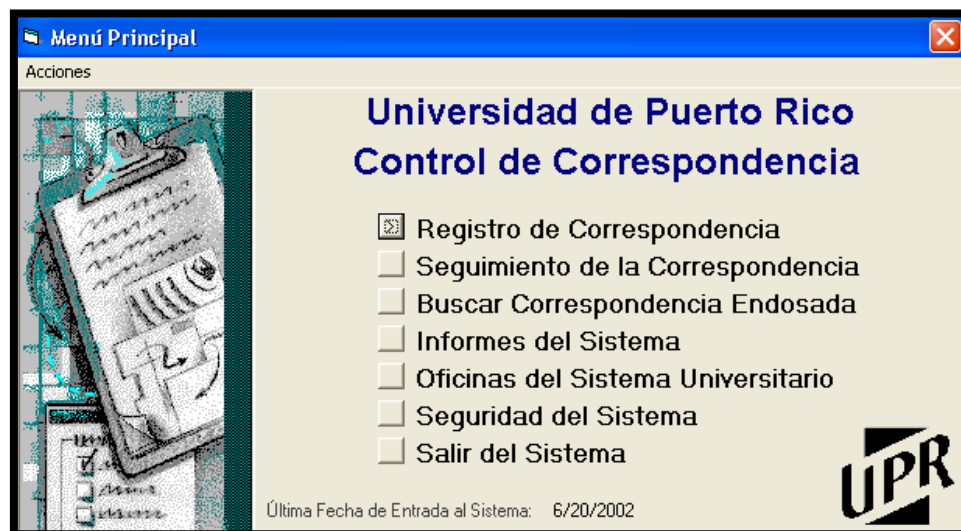 Menú Principal
Acciones
Universidad de Puerto Rico
Control de Correspondencia
Registro de Correspondencia
Seguimiento de la Correspondencia
Buscar Correspondencia Endosada
Informes del Sistema
Oficinas del Sistema Universitario
Seguridad del Sistema
Salir del Sistema
UPR
Última Fecha de Entrada al Sistema: 6/20/2002